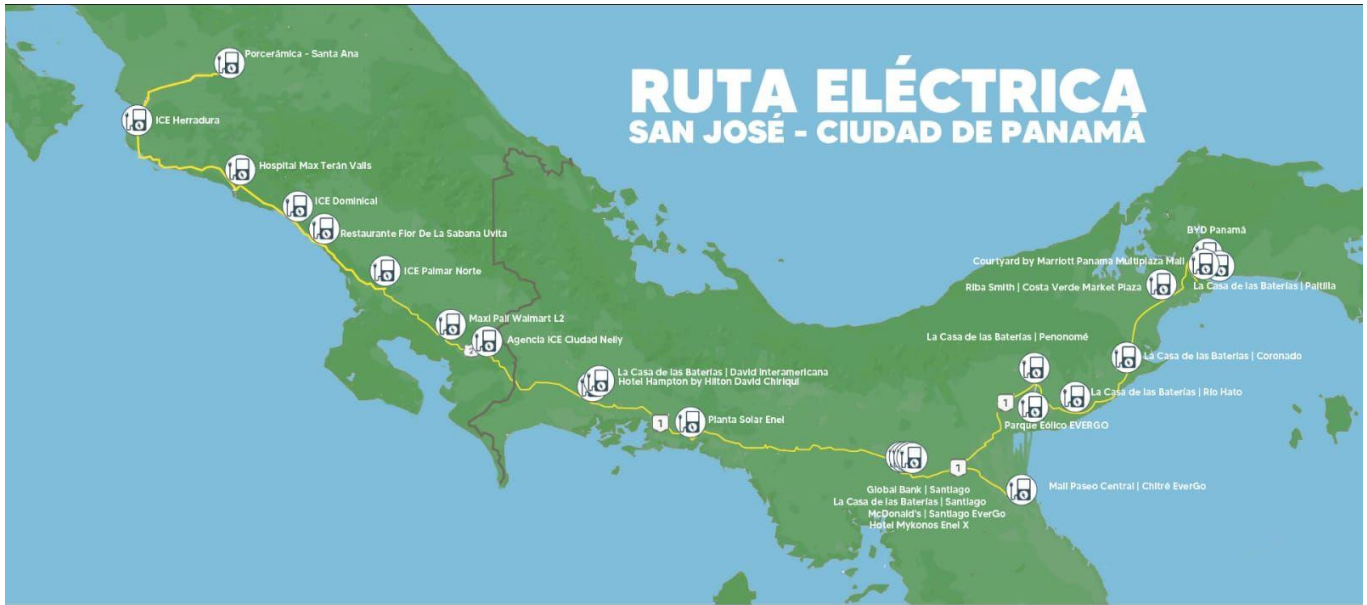 RUTA ELÉCTRICA
SAN JOSÉ - CIUDAD DE PANAMÁ
Porcerámica - Santa Ana
ICE Herradura
Hospital Max Terán Valls
ICE Dominical
Restaurante Flor De La Sabana Uvita
ICE Palmar Norte
Maxi Pali Walmart L2
2
Agencia ICE Ciudad Nelly
La Casa de las Baterías | David Interamericana
Hotel Hampton by Hilton David Chiriqui
1
Planta Solar Enel
Global Bank | Santiago
La Casa de las Baterías | Santiago
McDonald's | Santiago EverGo
Hotel Mykonos Enel X
1
Mall Paseo Central | Chitré EverGo
1
La Casa de las Baterías | Penonomé
Parque Eólico EVERGO
La Casa de las Baterías | Río Hato
La Casa de las Baterías | Coronado
Riba Smith | Costa Verde Market Plaza
Courtyard by Marriott Panama Multiplaza Mall
BYD Panamá
La Casa de las Baterías | Paitilla